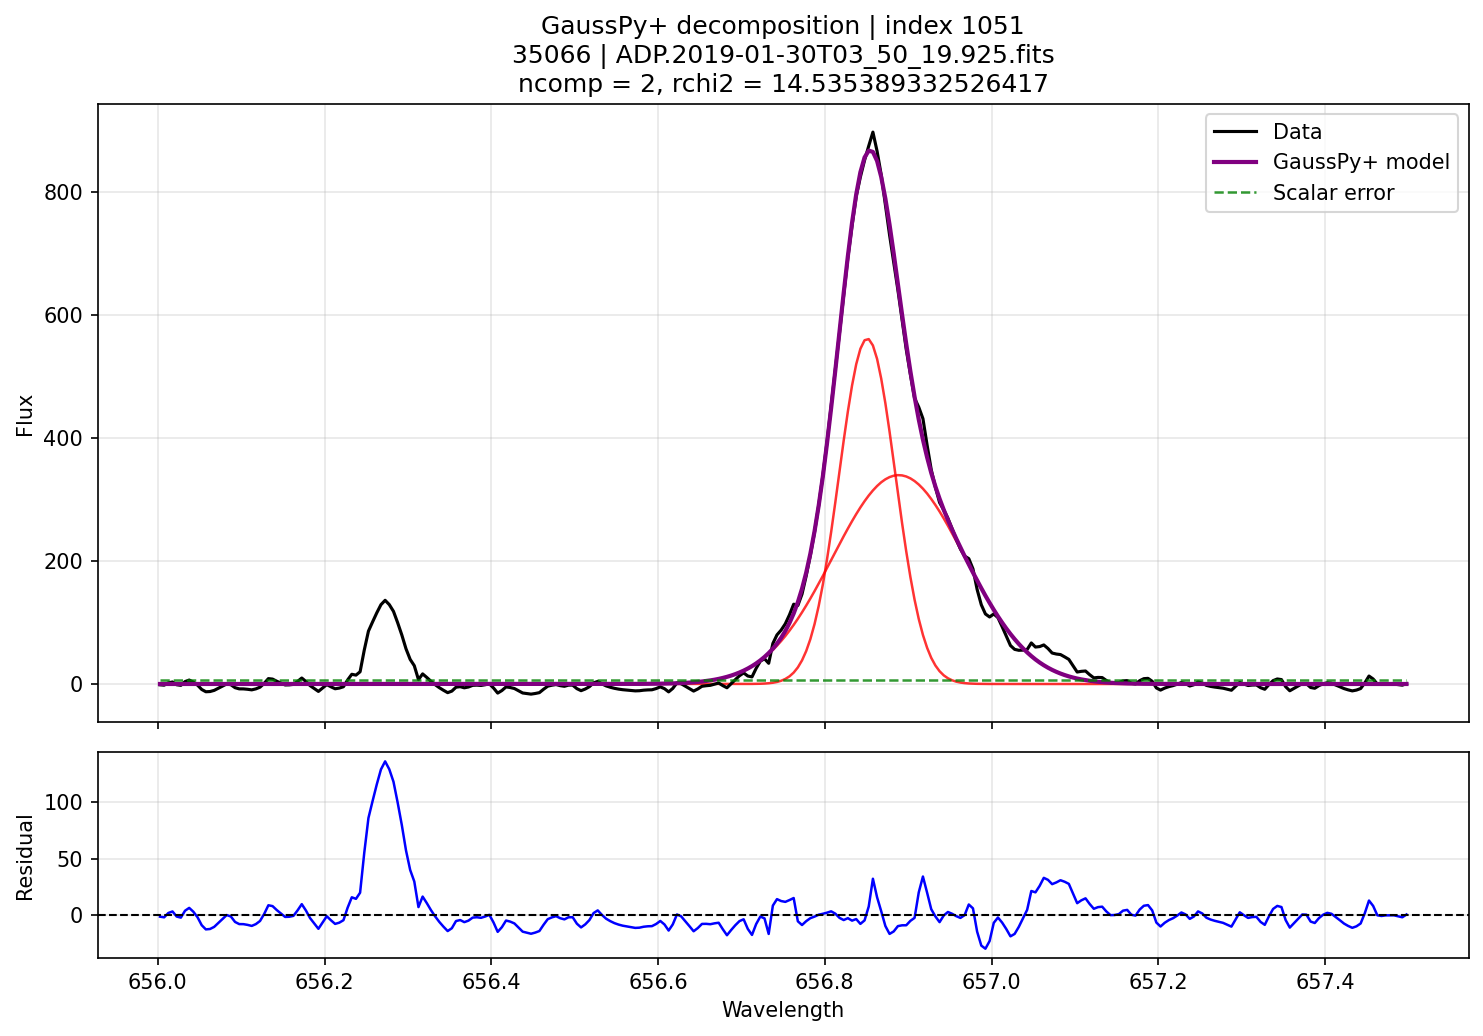 GaussPy+ decomposition | index 1051
35066 | ADP.2019-01-30T03_50_19.925.fits
ncomp = 2, rchi2 = 14.535389332526417
Data
GaussPy+ model
Scalar error
Flux
800
600
400
200
0
Residual
100
50
0
656.0 656.2 656.4 656.6 656.8 657.0 657.2 657.4
Wavelength